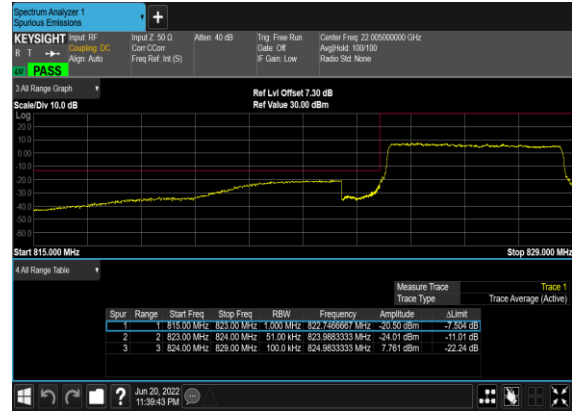 Spectrum Analyzer 1
Spurious Emissions
+
KEYSIGHT Input: RF Input Z: 50 Ω Atten: 40 dB Trig: Free Run Center Freq: 22.005000000 GHz
R T Coupling: DC Corr CCorr Gate: Off Avg|Hold: 100/100
Align: Auto Freq Ref: Int (S) IF Gain: Low Radio Std: None
LXI PASS
3 All Range Graph Ref Lvl Offset 7.30 dB
Scale/Div 10.0 dB Ref Value 30.00 dBm
Log
20.0
10.0
0.00
-10.0
-20.0
-30.0
-40.0
-50.0
-60.0
Start 815.000 MHz Stop 829.000 MHz
4 All Range Table
Measure Trace Trace 1
Trace Type Trace Average (Active)
Spur Range Start Freq Stop Freq RBW Frequency Amplitude ΔLimit
1 1 815.00 MHz 823.00 MHz 1.000 MHz 822.7466667 MHz -20.50 dBm -7.504 dB
2 2 823.00 MHz 824.00 MHz 51.00 kHz 823.9883333 MHz -24.01 dBm -11.01 dB
3 3 824.00 MHz 829.00 MHz 100.0 kHz 824.9833333 MHz 7.761 dBm -22.24 dB
? Jun 20, 2022
11:39:43 PM